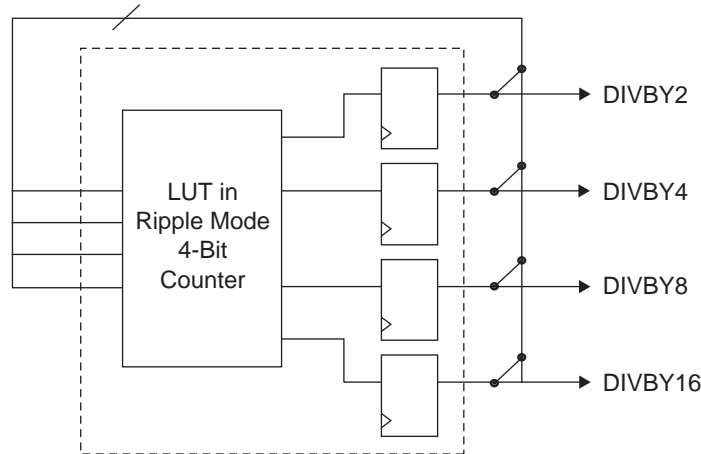 LUT in
Ripple Mode
4-Bit
Counter
DIVBY2
DIVBY4
DIVBY8
DIVBY16